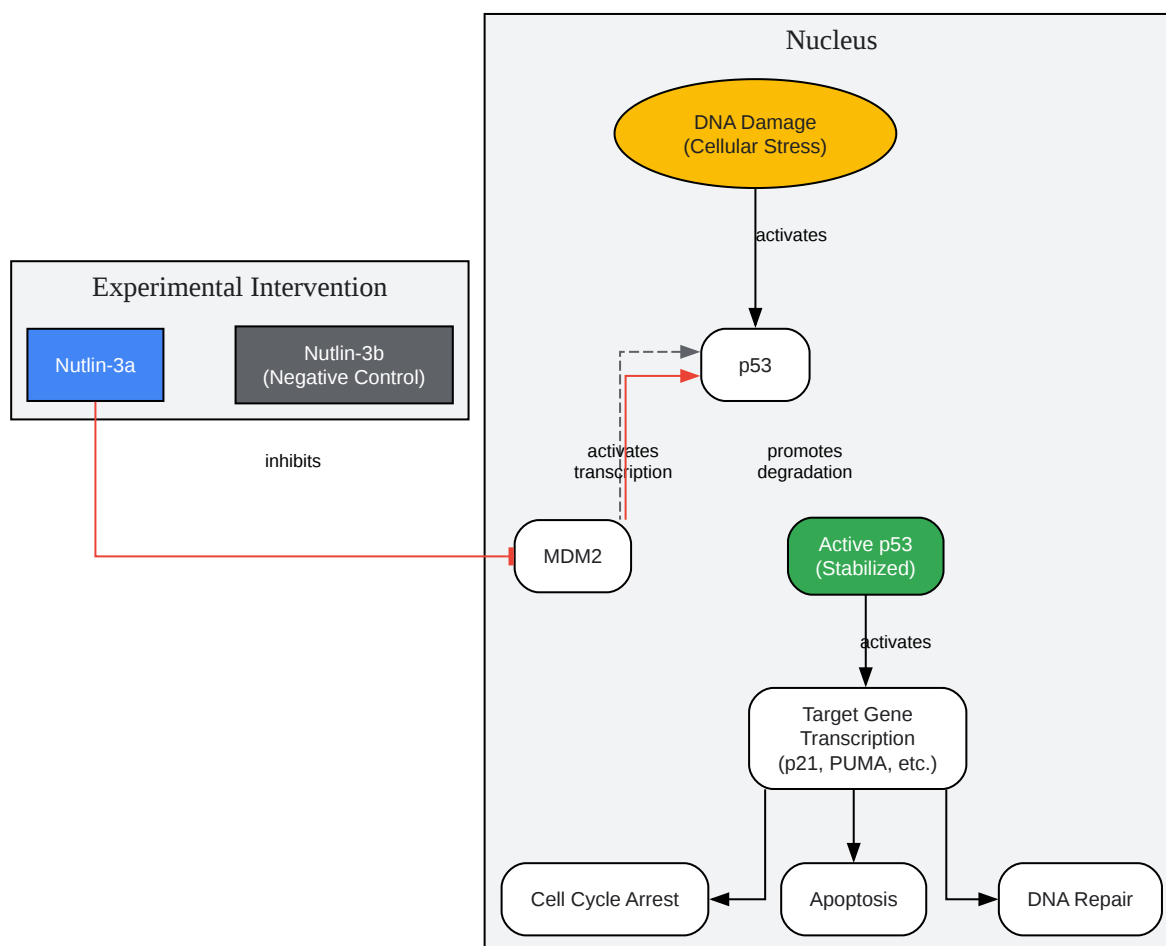 Nucleus
DNA Damage
(Cellular Stress)
activates
Experimental Intervention
Nutlin-3a
Nutlin-3b
(Negative Control)
p53
inhibits
activates
transcription
promotes
degradation
MDM2
Active p53
(Stabilized)
activates
Target Gene
Transcription
(p21, PUMA, etc.)
Cell Cycle Arrest
Apoptosis
DNA Repair